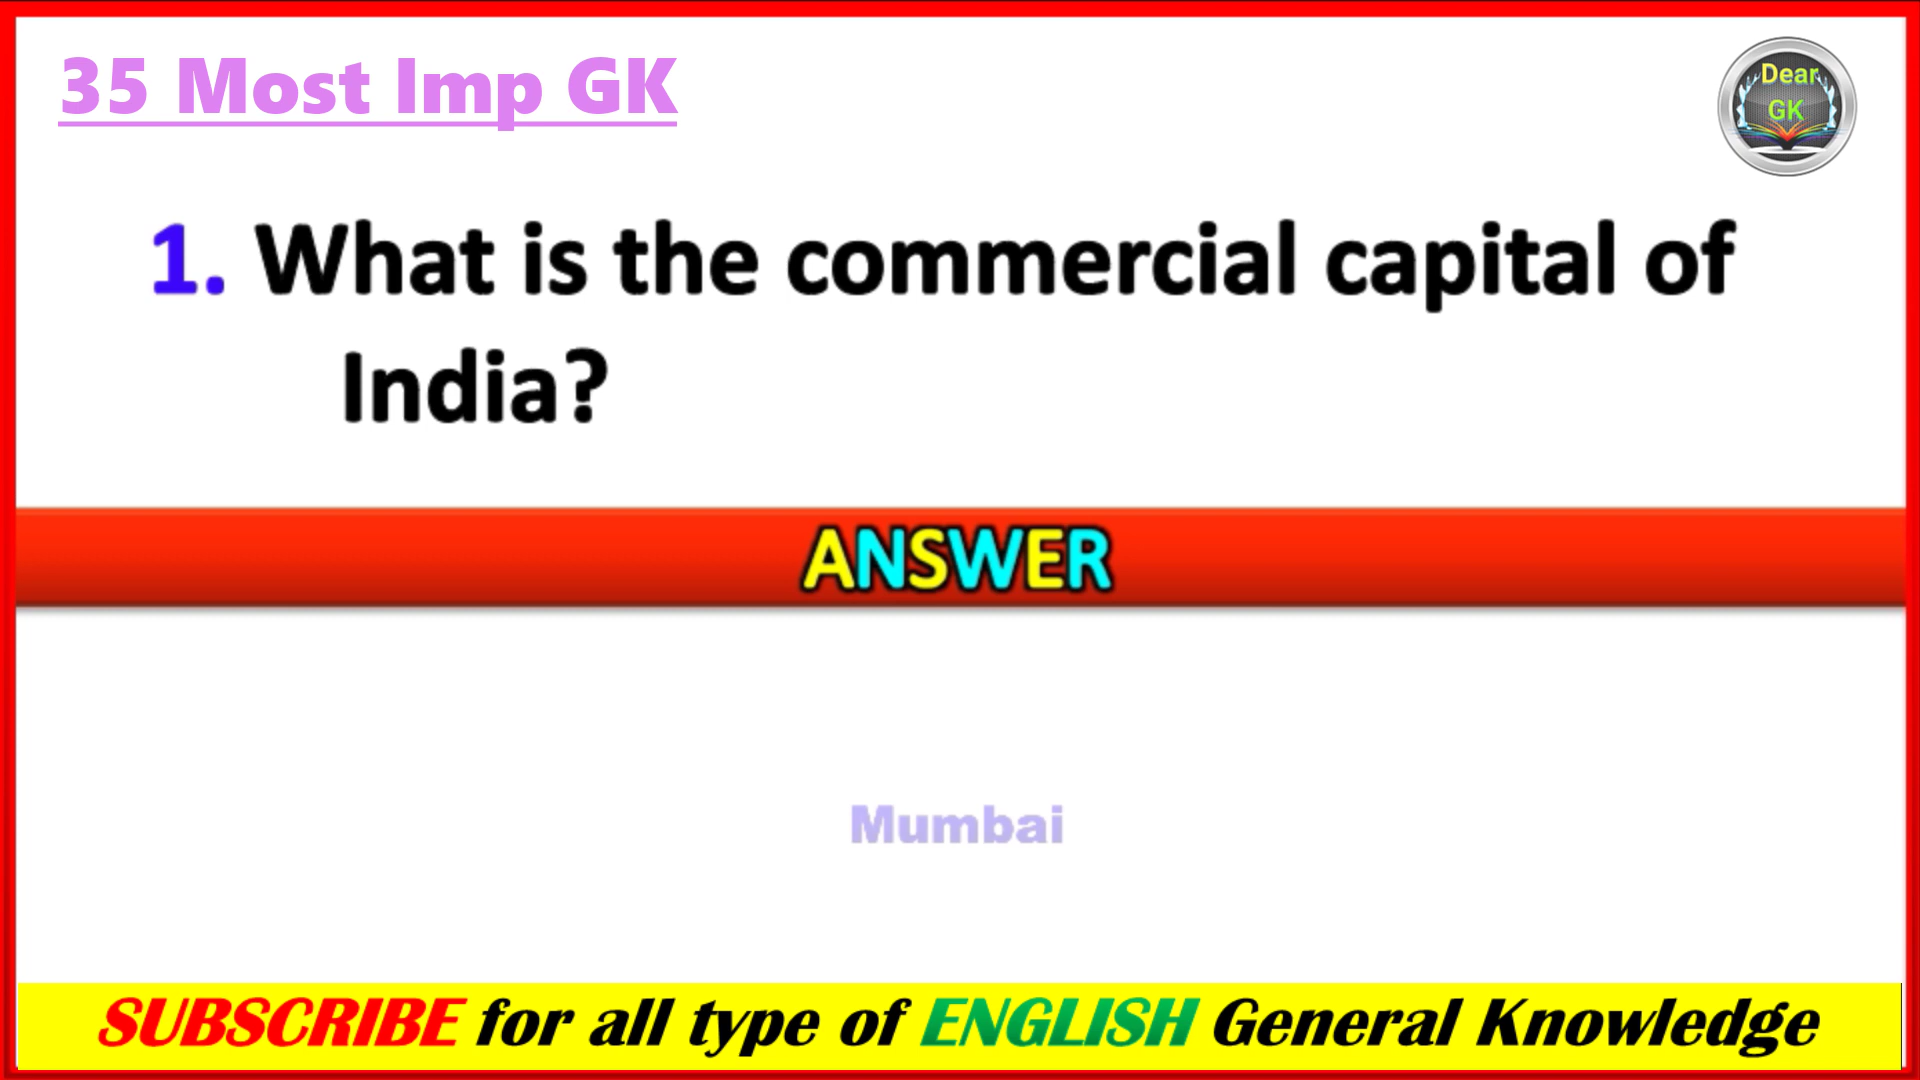 35 Most Imp GK
Dear
GK
1. What is the commercial capital of
India?
ANSWER
Mumbai
SUBSCRIBE for all type of ENGLISH General Knowledge